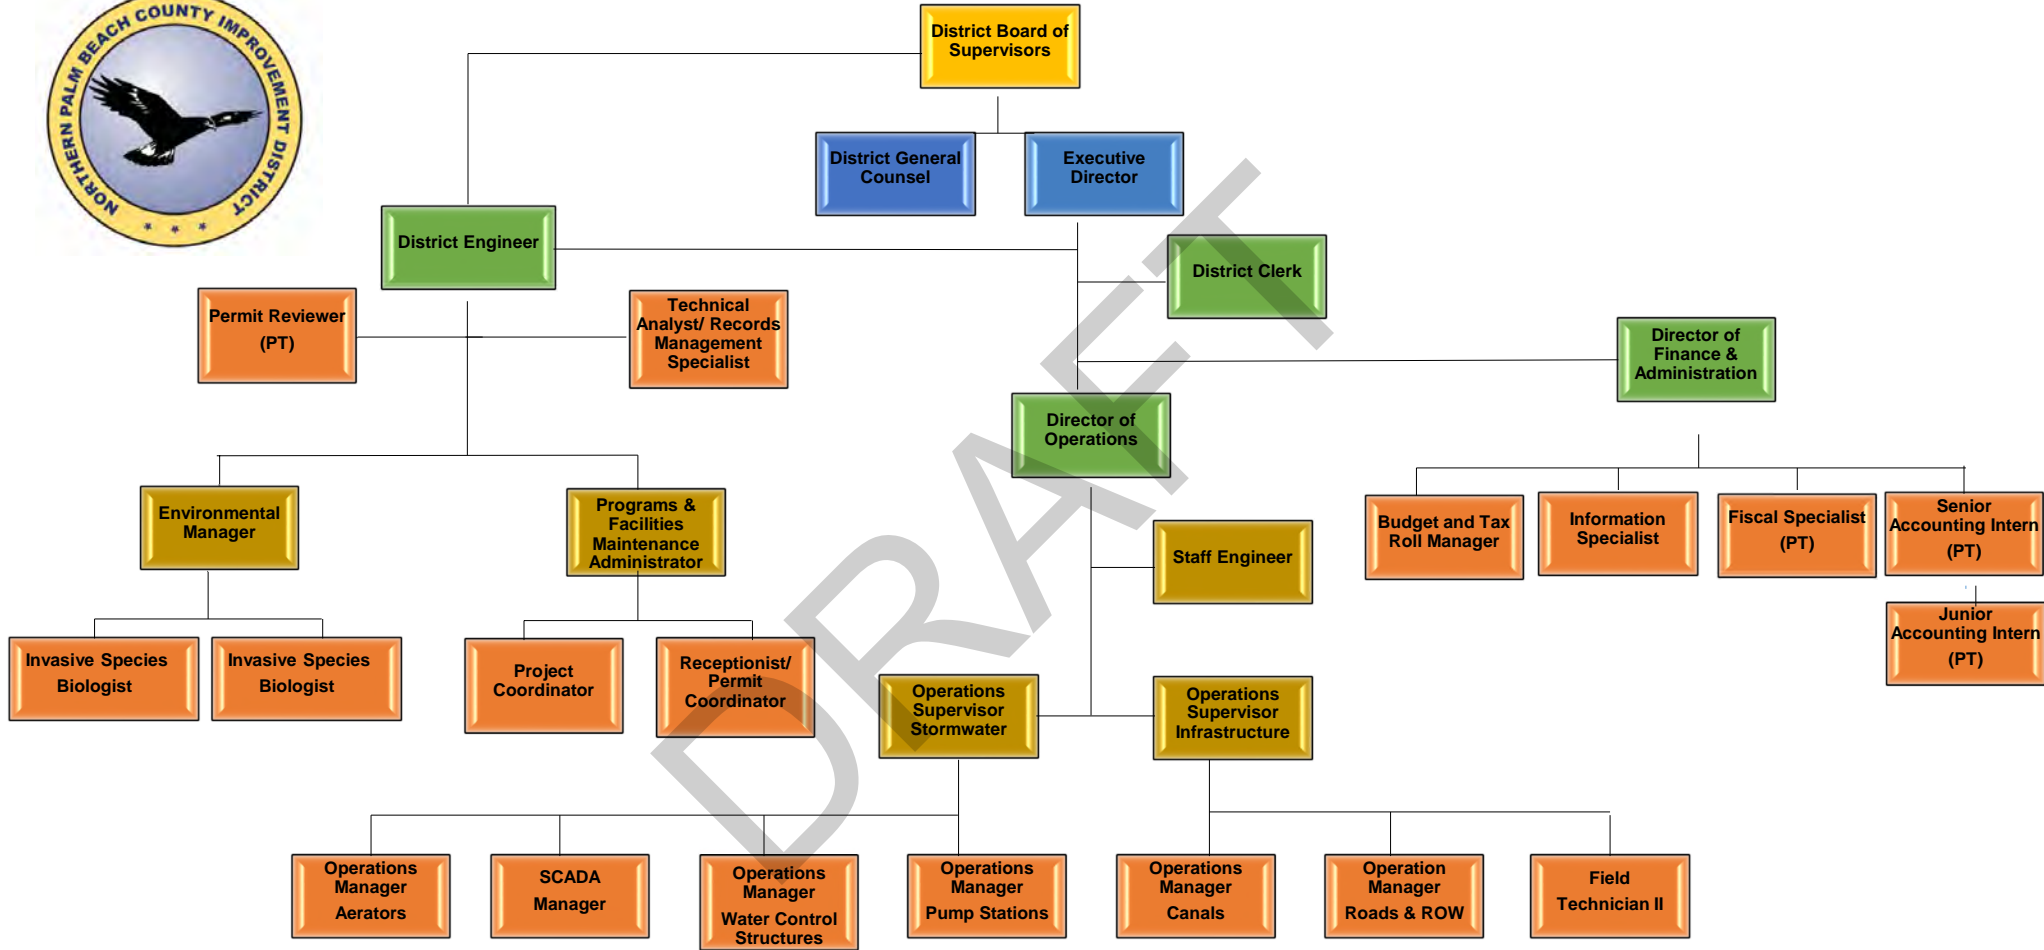 NORTHERN PALM BEACH COUNTY IMPROVEMENT DISTRICT
District Board of
Supervisors
District General
Counsel
Executive
Director
District Engineer
District Clerk
Permit Reviewer
(PT)
Technical
Analyst/ Records
Management
Specialist
Director of
Finance &
Administration
Director of
Operations
Environmental
Manager
Programs &
Facilities
Maintenance
Administrator
Staff Engineer
Budget and Tax
Roll Manager
Information
Specialist
Fiscal Specialist
(PT)
Senior
Accounting Intern
(PT)
Junior
Accounting Intern
(PT)
Invasive Species
Biologist
Invasive Species
Biologist
Project
Coordinator
Receptionist/
Permit
Coordinator
Operations
Supervisor
Stormwater
Operations
Supervisor
Infrastructure
Operations
Manager
Aerators
SCADA
Manager
Operations
Manager
Water Control
Structures
Operations
Manager
Pump Stations
Operations
Manager
Canals
Operation
Manager
Roads & ROW
Field
Technician II
DRAFT